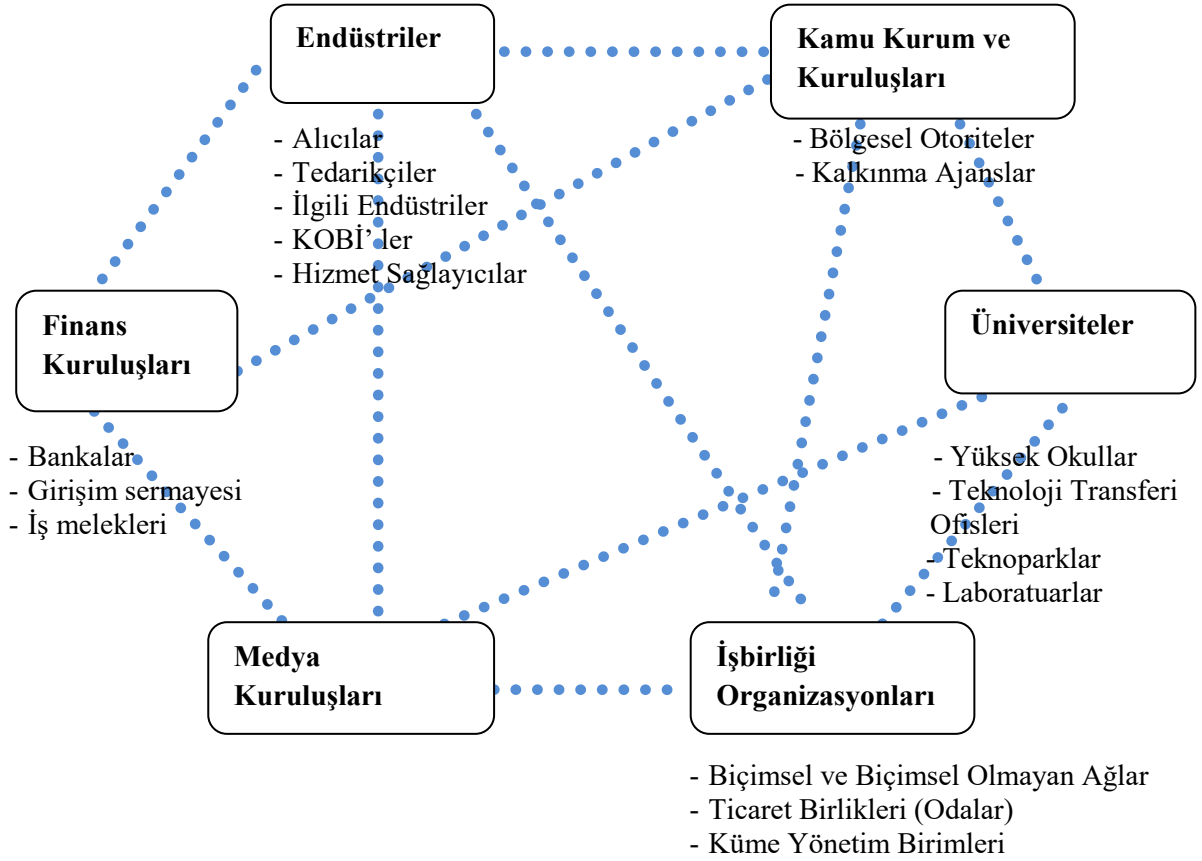 Endüstriler
- Alıcılar
- Tedarikçiler
- İlgili Endüstriler
- KOBİ’ ler
- Hizmet Sağlayıcılar
Kamu Kurum ve
Kuruluşları
- Bölgesel Otoriteler
- Kalkınma Ajanslar
Finans
Kuruluşları
- Bankalar
- Girişim sermayesi
- İş melekleri
Üniversiteler
- Yüksek Okullar
- Teknoloji Transferi
Ofisleri
- Teknoparklar
- Laboratuarlar
Medya
Kuruluşları
İşbirliği
Organizasyonları
- Biçimsel ve Biçimsel Olmayan Ağlar
- Ticaret Birlikleri (Odalar)
- Küme Yönetim Birimleri